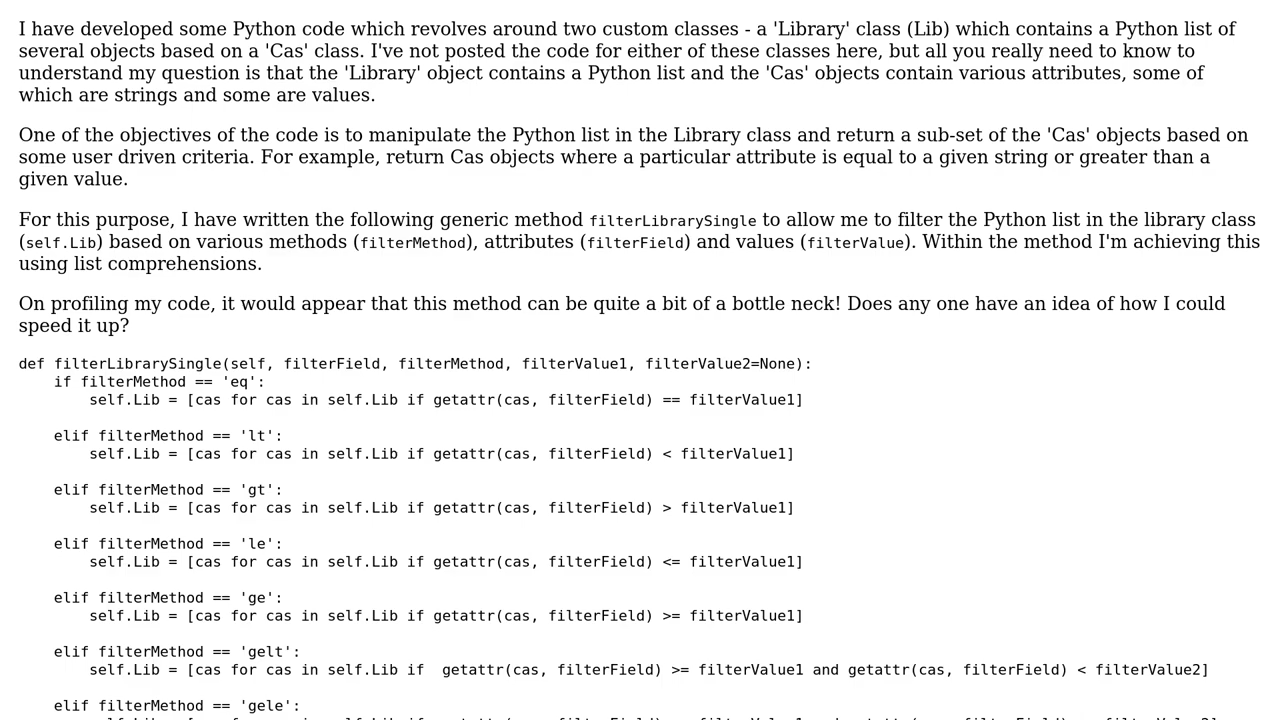 I have developed some Python code which revolves around two custom classes - a 'Library' class (Lib) which contains a Python list of
several objects based on a 'Cas' class. I've not posted the code for either of these classes here, but all you really need to know to
understand my question is that the 'Library' object contains a Python list and the 'Cas' objects contain various attributes, some of
which are strings and some are values.
One of the objectives of the code is to manipulate the Python list in the Library class and return a sub-set of the 'Cas' objects based on
some user driven criteria. For example, return Cas objects where a particular attribute is equal to a given string or greater than a
given value.
For this purpose, I have written the following generic method filterLibrarySingle to allow me to filter the Python list in the library class
(self.Lib) based on various methods (filterMethod), attributes (filterField) and values (filterValue). Within the method I'm achieving this
using list comprehensions.
On profiling my code, it would appear that this method can be quite a bit of a bottle neck! Does any one have an idea of how I could
speed it up?
def filterLibrarySingle(self, filterField, filterMethod, filterValue1, filterValue2=None):
    if filterMethod == 'eq':
        self.Lib = [cas for cas in self.Lib if getattr(cas, filterField) == filterValue1]
    elif filterMethod == 'lt':
        self.Lib = [cas for cas in self.Lib if getattr(cas, filterField) < filterValue1]
    elif filterMethod == 'gt':
        self.Lib = [cas for cas in self.Lib if getattr(cas, filterField) > filterValue1]
    elif filterMethod == 'le':
        self.Lib = [cas for cas in self.Lib if getattr(cas, filterField) <= filterValue1]
    elif filterMethod == 'ge':
        self.Lib = [cas for cas in self.Lib if getattr(cas, filterField) >= filterValue1]
    elif filterMethod == 'gelt':
        self.Lib = [cas for cas in self.Lib if  getattr(cas, filterField) >= filterValue1 and getattr(cas, filterField) < filterValue2]
    elif filterMethod == 'gele':